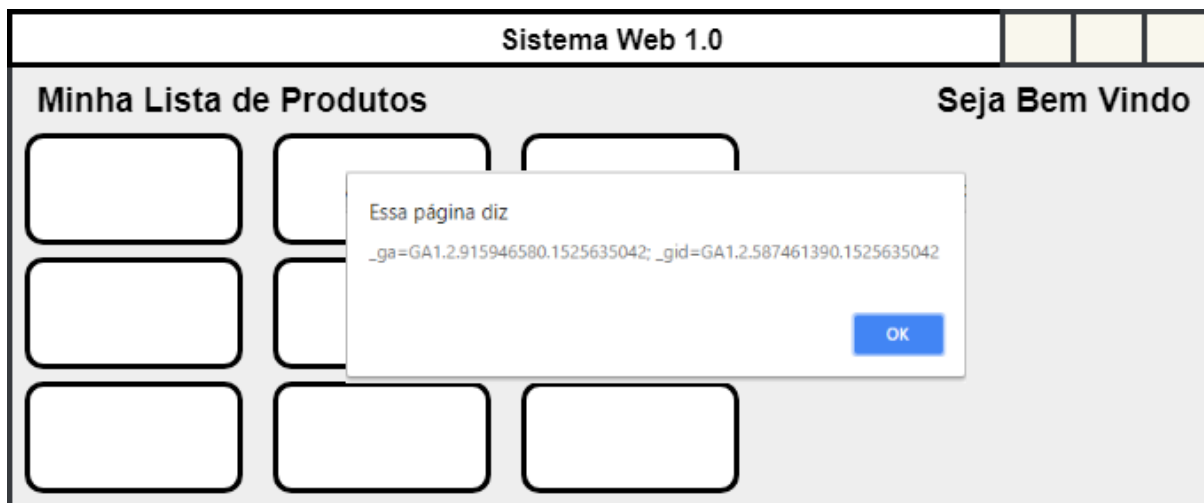 Sistema Web 1.0
Minha Lista de Produtos
Seja Bem Vindo
Essa página diz
_ga=GA1.2.915946580.1525635042; _gid=GA1.2.587461390.1525635042
OK